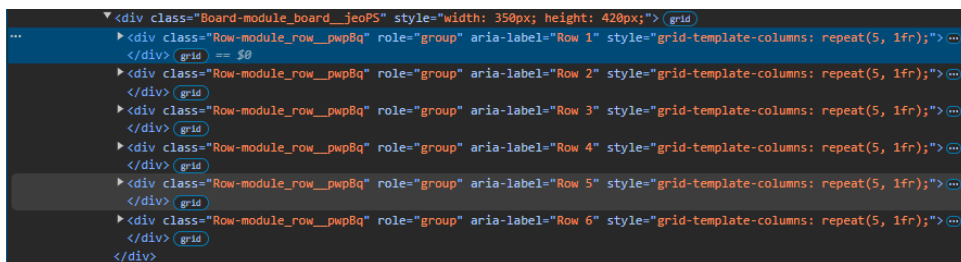 ▼<div class="Board-module_board__jeoPS" style="width: 350px; height: 420px;"> grid
… ▶<div class="Row-module_row__pwpBq" role="group" aria-label="Row 1" style="grid-template-columns: repeat(5, 1fr);"> …
</div> grid == $0
▶<div class="Row-module_row__pwpBq" role="group" aria-label="Row 2" style="grid-template-columns: repeat(5, 1fr);"> …
</div> grid
▶<div class="Row-module_row__pwpBq" role="group" aria-label="Row 3" style="grid-template-columns: repeat(5, 1fr);"> …
</div> grid
▶<div class="Row-module_row__pwpBq" role="group" aria-label="Row 4" style="grid-template-columns: repeat(5, 1fr);"> …
</div> grid
▶<div class="Row-module_row__pwpBq" role="group" aria-label="Row 5" style="grid-template-columns: repeat(5, 1fr);"> …
</div> grid
▶<div class="Row-module_row__pwpBq" role="group" aria-label="Row 6" style="grid-template-columns: repeat(5, 1fr);"> …
</div> grid
</div>